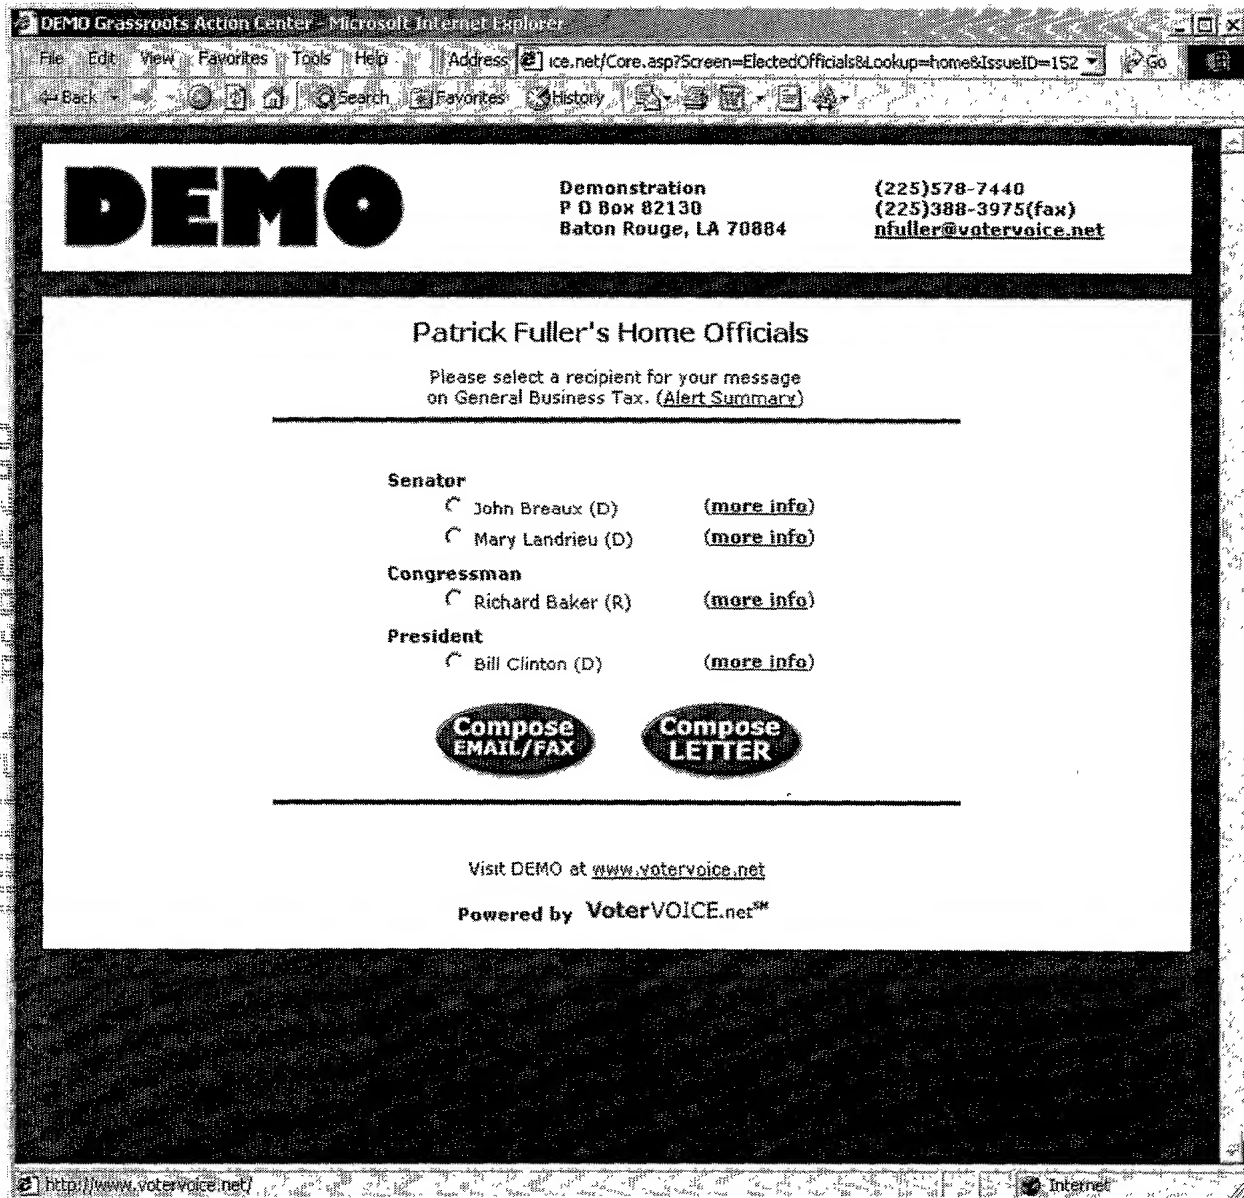 DEMO Grassroots Action Center - Microsoft Internet Explorer
File Edit View Favorites Tools Help Address ice.net/Core.asp?Screen=ElectedOfficials&Lookup=home&IssueID=152 Go
Back Search Favorites History
DEMO
Demonstration
P O Box 82130
Baton Rouge, LA 70884
(225)578-7440
(225)388-3975(fax)
nfuller@votervoice.net
Patrick Fuller's Home Officials
Please select a recipient for your message
on General Business Tax. (Alert Summary)
Senator
John Breaux (D) (more info)
Mary Landrieu (D) (more info)
Congressman
Richard Baker (R) (more info)
President
Bill Clinton (D) (more info)
Compose
EMAIL/FAX
Compose
LETTER
Visit DEMO at www.votervoice.net
Powered by VoterVOICE.net℠
http://www.votervoice.net/ Internet